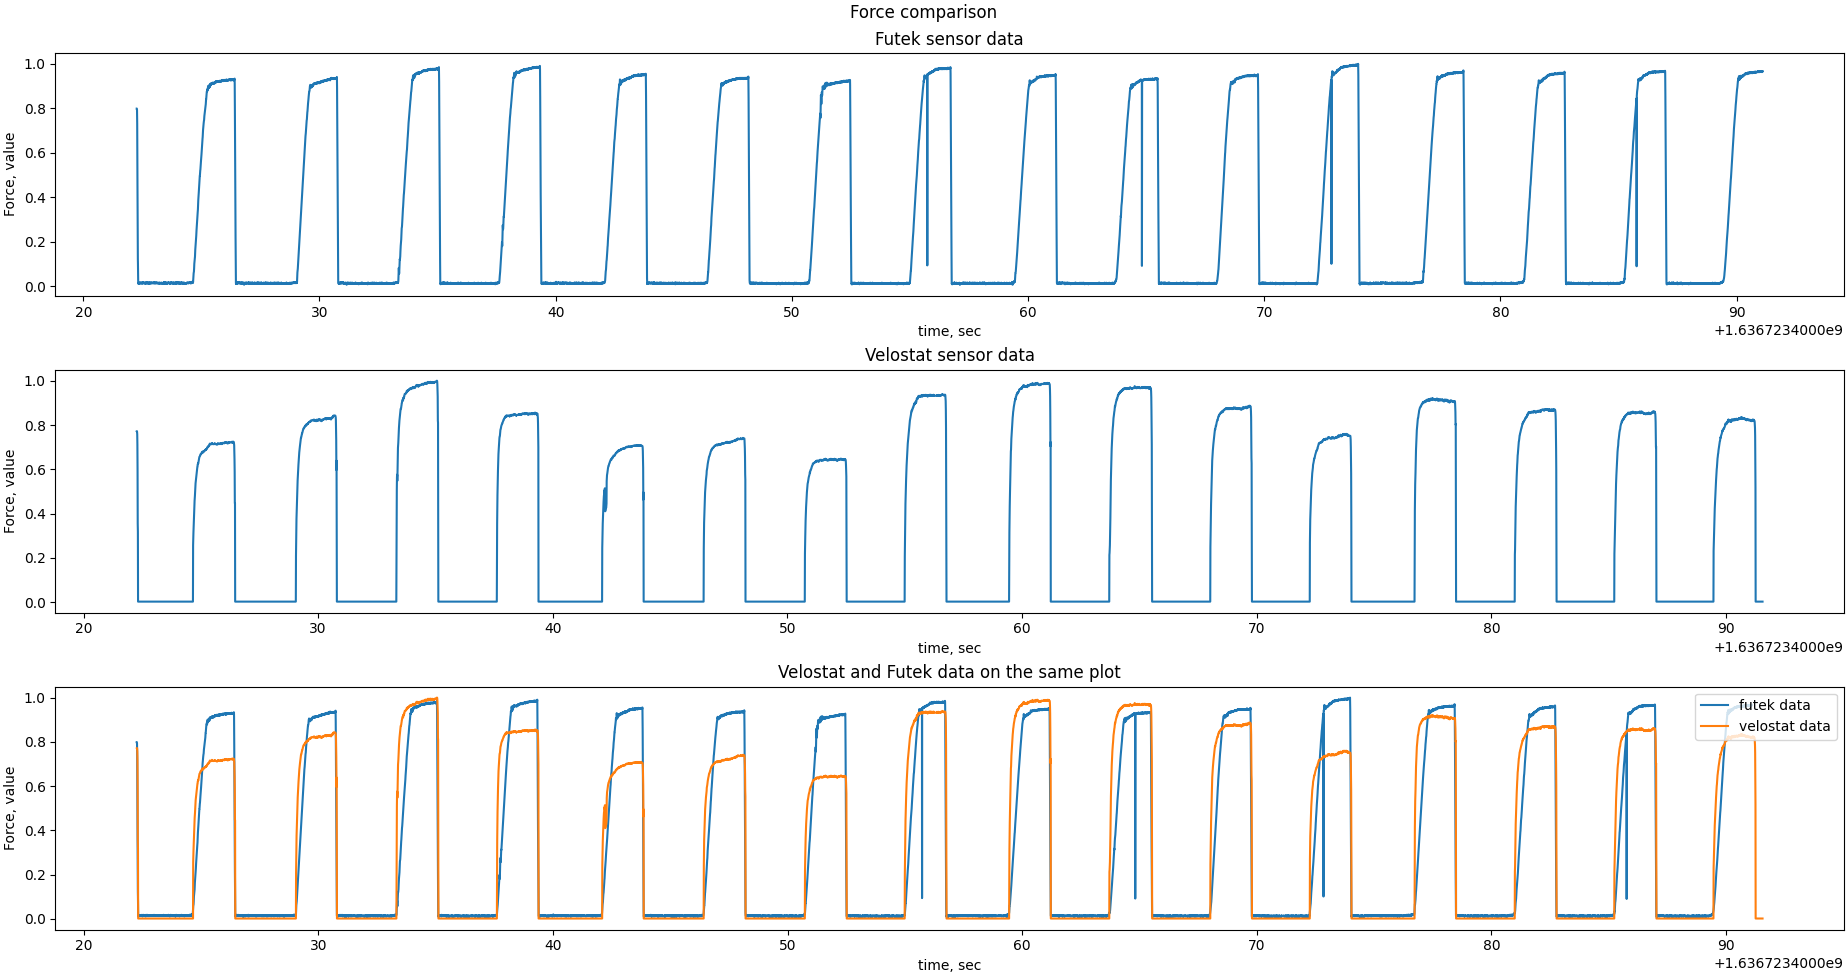 Force comparison
Futek sensor data
Force, value
1.0
0.8
0.6
0.4
0.2
0.0
20 30 40 50 60 70 80 90
time, sec
+1.6367234000e9
Velostat sensor data
Force, value
1.0
0.8
0.6
0.4
0.2
0.0
20 30 40 50 60 70 80 90
time, sec
+1.6367234000e9
Velostat and Futek data on the same plot
Force, value
1.0
0.8
0.6
0.4
0.2
0.0
futek data
velostat data
20 30 40 50 60 70 80 90
time, sec
+1.6367234000e9